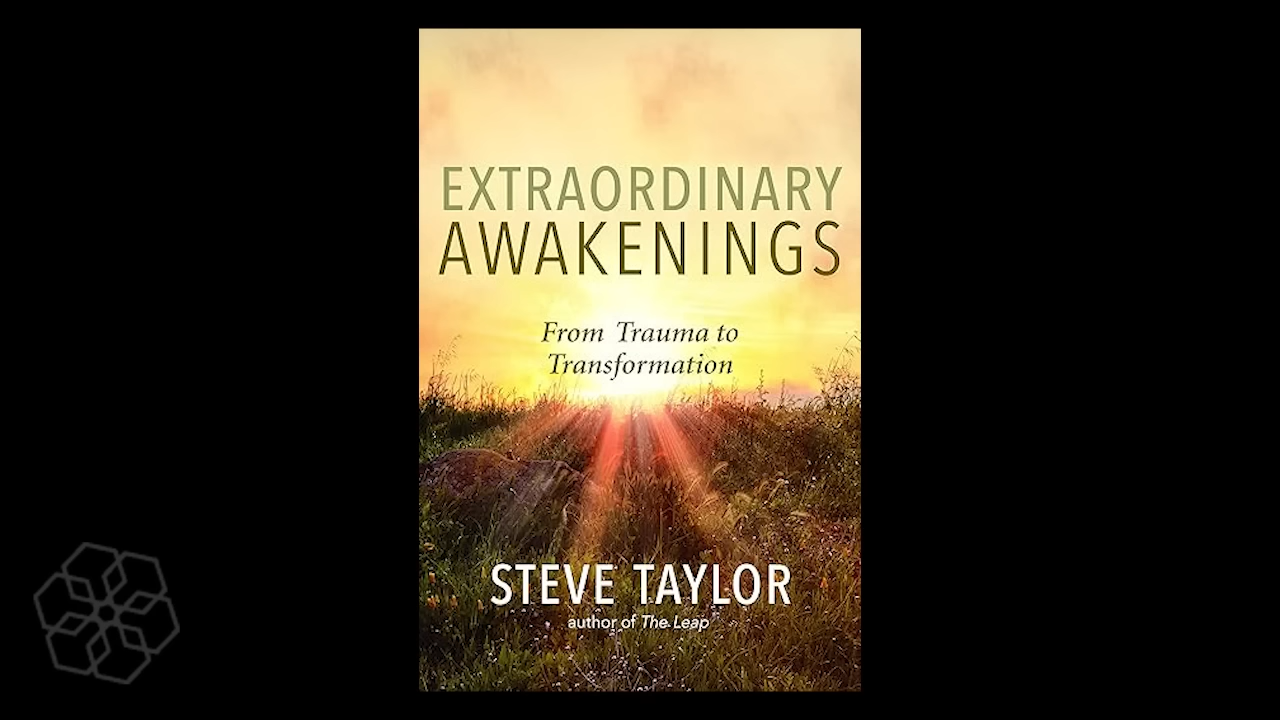 EXTRAORDINARY
AWAKENINGS
From Trauma to
Transformation
STEVE TAYLOR
author of The Leap